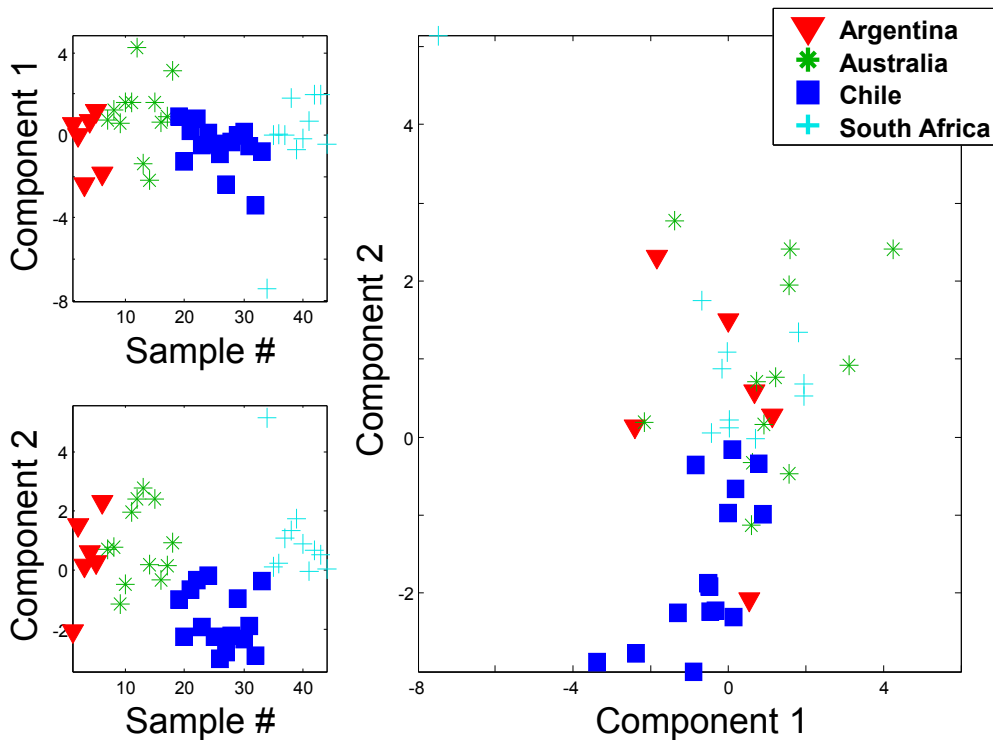 4
0
-4
-8
10
20
30
40
Component 1
Sample #
4
2
0
-2
10
20
30
40
Component 2
Sample #
4
2
0
-2
-4
0
4
Component 2
Component 1
Argentina
Australia
Chile
South Africa